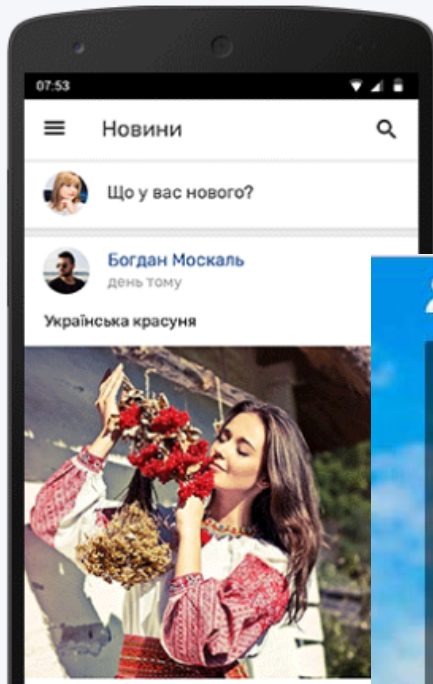 07:53
Новини
Що у вас нового?
Богдан Москаль
день тому
Українська красуня